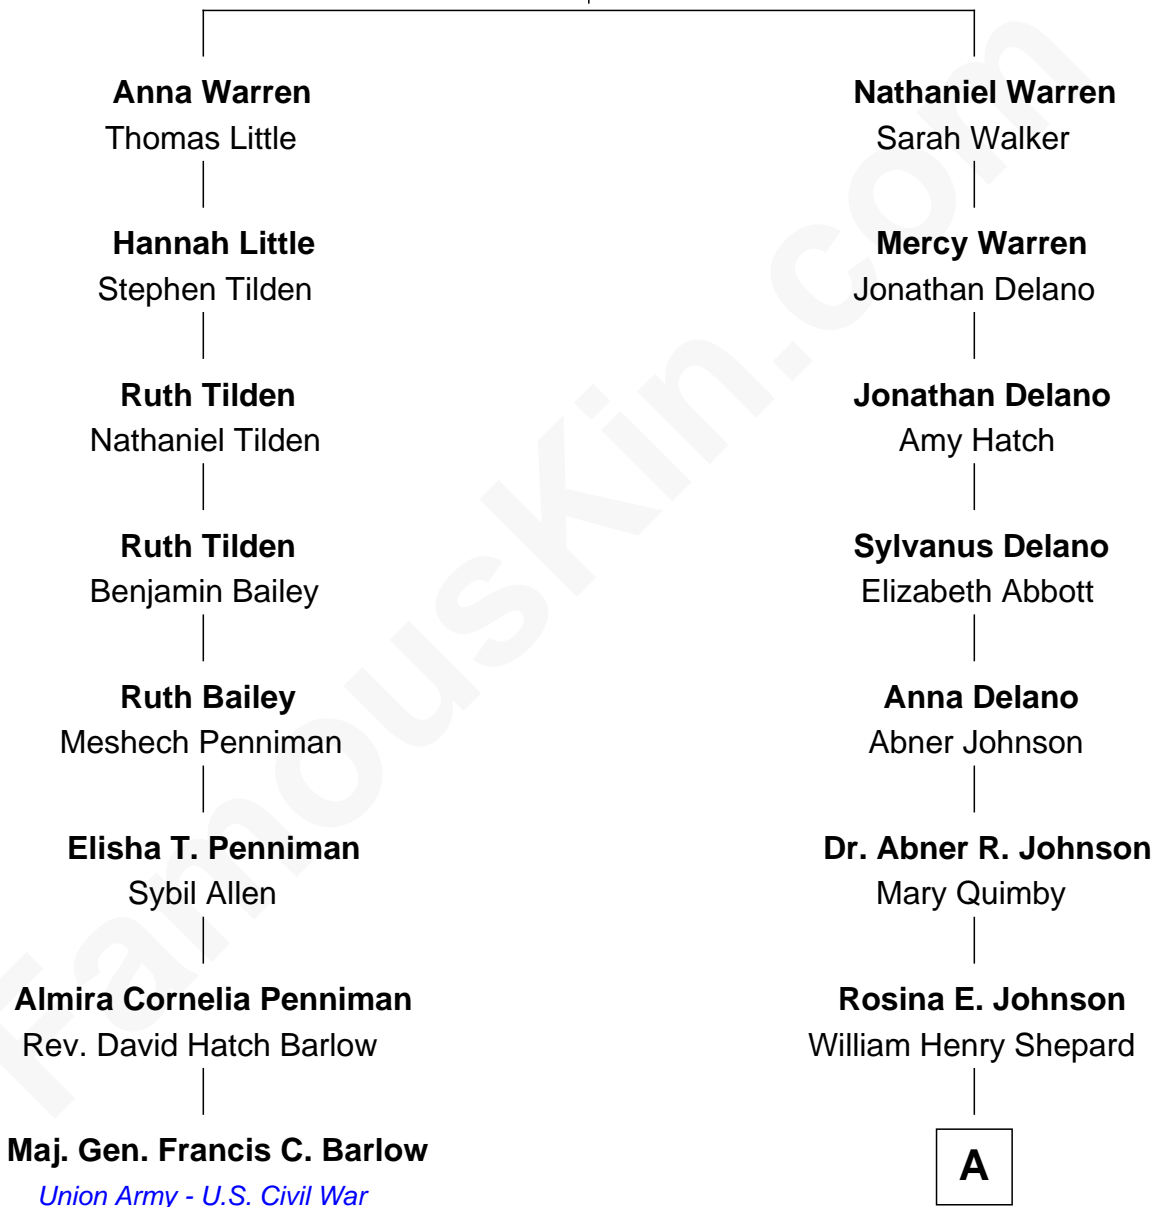 Anna Warren
Thomas Little
Nathaniel Warren
Sarah Walker
Hannah Little
Stephen Tilden
Mercy Warren
Jonathan Delano
Ruth Tilden
Nathaniel Tilden
Jonathan Delano
Amy Hatch
Ruth Tilden
Benjamin Bailey
Sylvanus Delano
Elizabeth Abbott
Ruth Bailey
Meshech Penniman
Anna Delano
Abner Johnson
Elisha T. Penniman
Sybil Allen
Dr. Abner R. Johnson
Mary Quimby
Almira Cornelia Penniman
Rev. David Hatch Barlow
Rosina E. Johnson
William Henry Shepard
Maj. Gen. Francis C. Barlow
Union Army - U.S. Civil War
A
FamousKin.com